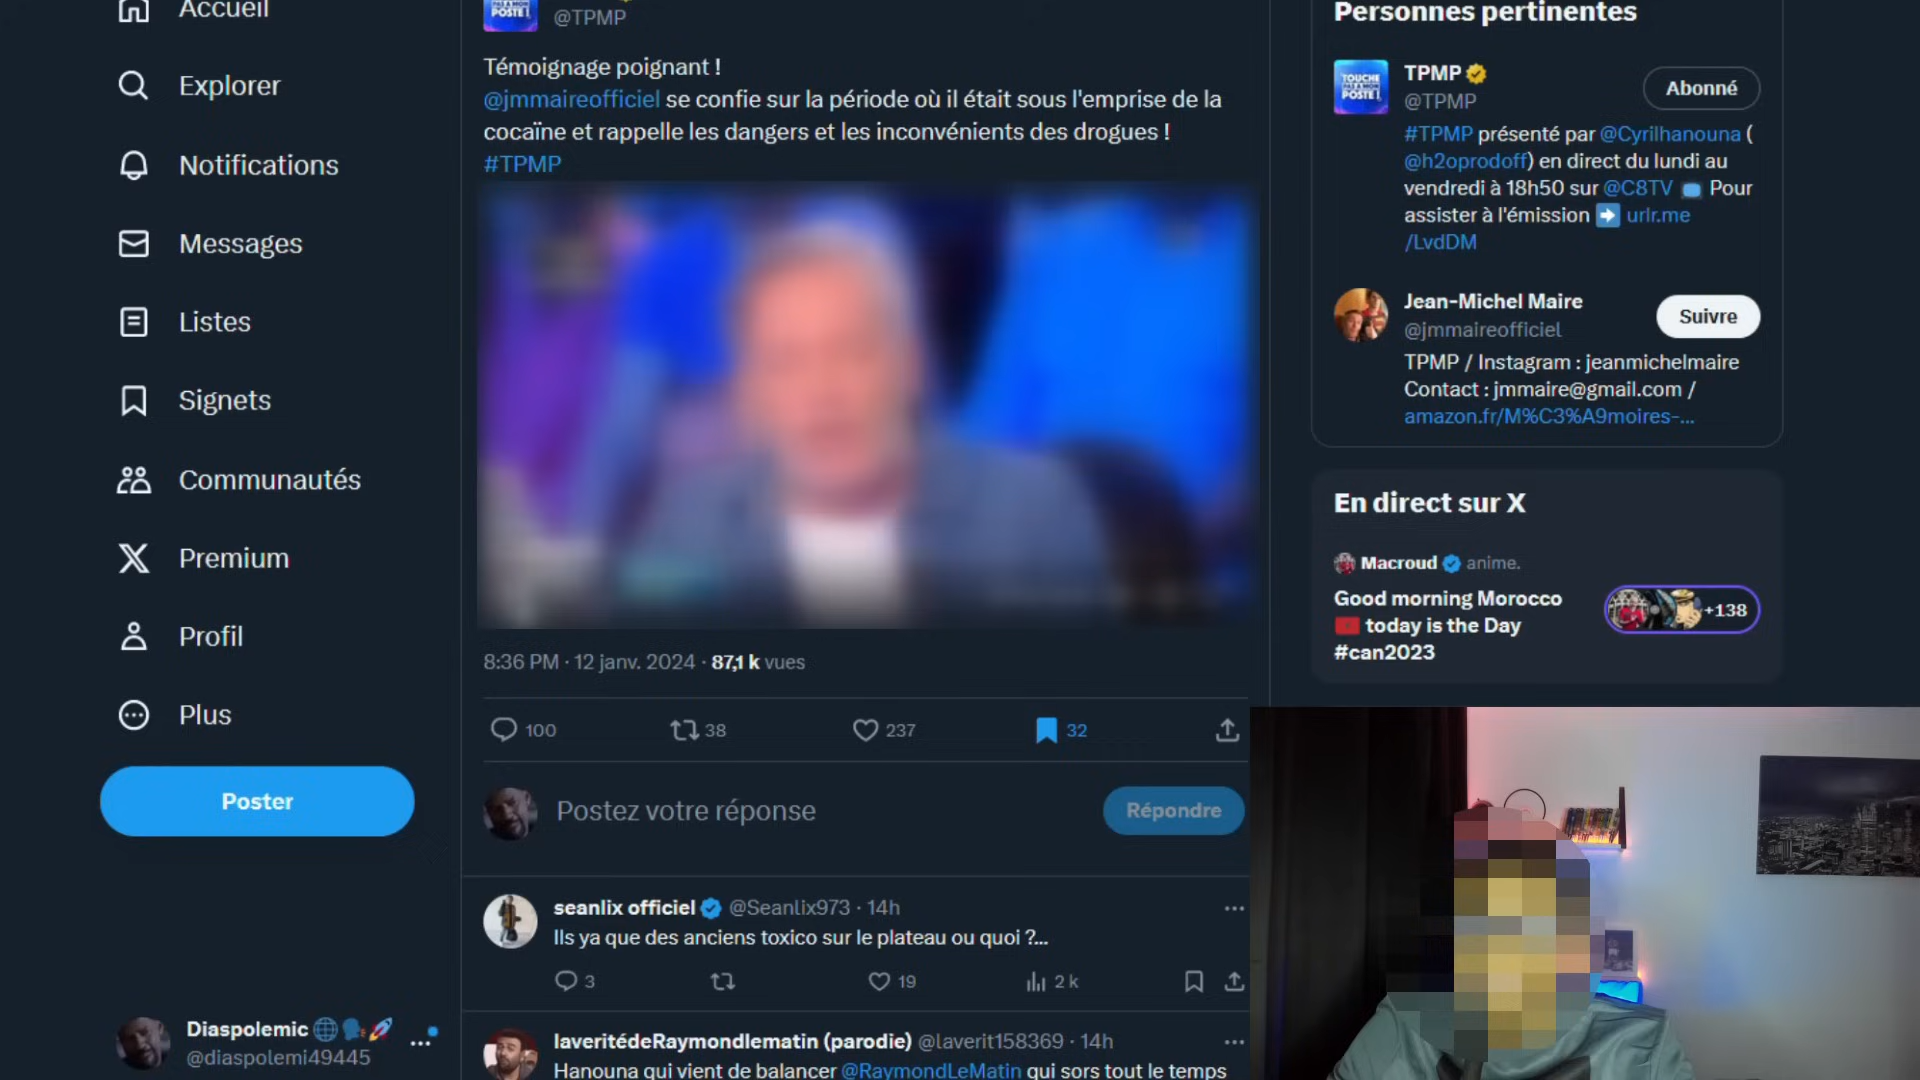 Accueil
Explorer
Notifications
Messages
Listes
Signets
Communautés
Premium
Profil
Plus
Poster
Diaspolemic
@diaspolemi49445
POSTE !
@TPMP
Témoignage poignant !
@jmmaireofficiel se confie sur la période où il était sous l'emprise de la
cocaïne et rappelle les dangers et les inconvénients des drogues !
#TPMP
8:36 PM · 12 janv. 2024 · 87,1 k vues
100 38 237 32
Postez votre réponse
Répondre
seanlix officiel @Seanlix973 · 14h
Ils ya que des anciens toxico sur le plateau ou quoi ?...
3 19 2 k
laveritédeRaymondlematin (parodie) @laverit158369 · 14h
Hanouna qui vient de balancer @RaymondLeMatin qui sors tout le temps
Personnes pertinentes
TOUCHE
PAS À MON
POSTE !
TPMP
@TPMP
Abonné
#TPMP présenté par @Cyrilhanouna (
@h2oprodoff) en direct du lundi au
vendredi à 18h50 sur @C8TV Pour
assister à l'émission urlr.me
/LvdDM
Jean-Michel Maire
@jmmaireofficiel
Suivre
TPMP / Instagram : jeanmichelmaire
Contact : jmmaire@gmail.com /
amazon.fr/M%C3%A9moires-...
En direct sur X
Macroud anime.
Good morning Morocco
today is the Day
#can2023
+138